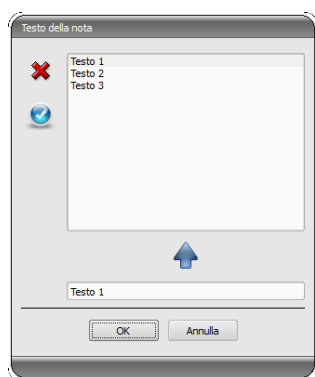 Testo della nota
Testo 1
Testo 2
Testo 3
Testo 1
OK Annulla